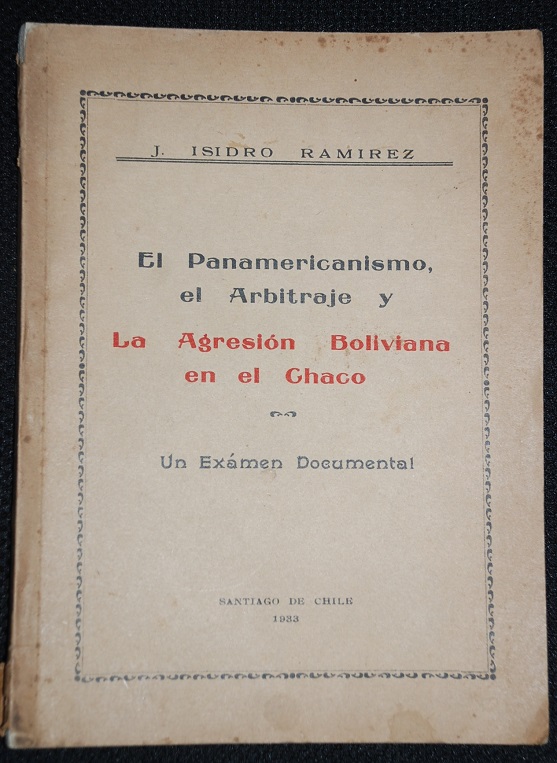 J. ISIDRO RAMIREZ
El Panamericanismo,
el Arbitraje y
La Agresión Boliviana
en el Chaco
Un Exámen Documental
SANTIAGO DE CHILE
1933